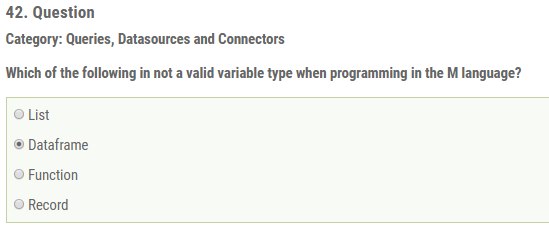 42. Question
Category: Queries, Datasources and Connectors
Which of the following in not a valid variable type when programming in the M language?
List
Dataframe
Function
Record